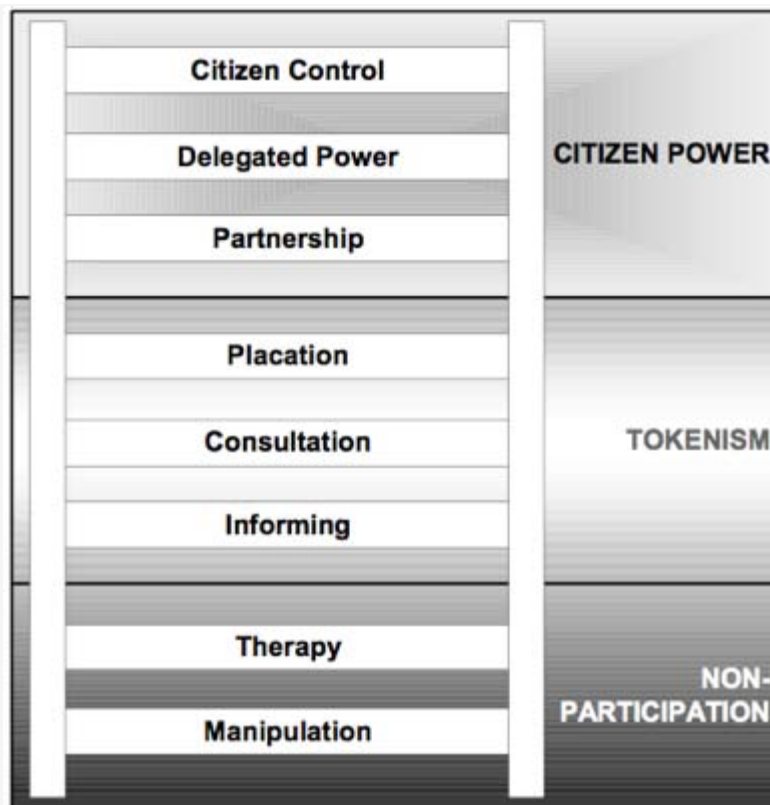 Citizen Control
Delegated Power
CITIZEN POWER
Partnership
Placation
Consultation
TOKENISM
Informing
Therapy
Manipulation
NON-
PARTICIPATION